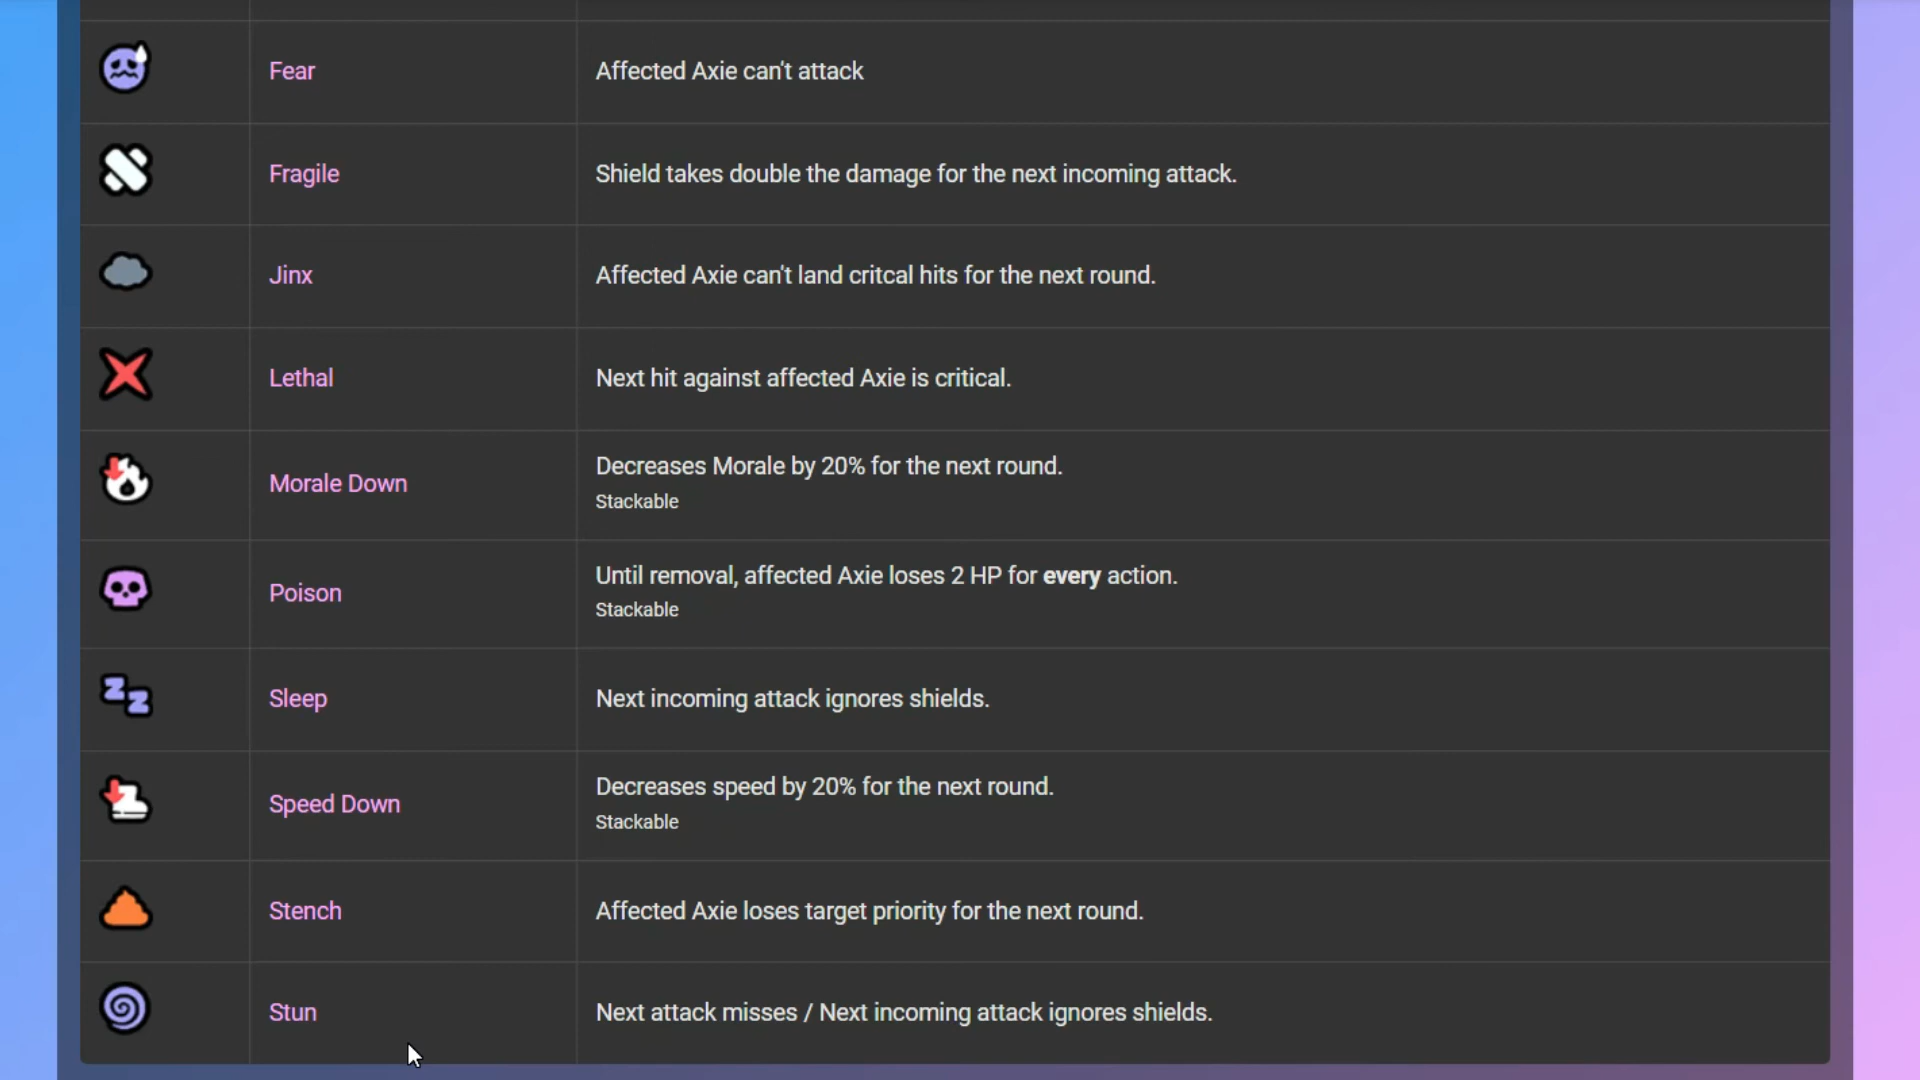 Fear
Affected Axie can't attack
Fragile
Shield takes double the damage for the next incoming attack.
Jinx
Affected Axie can't land critcal hits for the next round.
Lethal
Next hit against affected Axie is critical.
Morale Down
Decreases Morale by 20% for the next round.
Stackable
Poison
Until removal, affected Axie loses 2 HP for every action.
Stackable
Sleep
Next incoming attack ignores shields.
Speed Down
Decreases speed by 20% for the next round.
Stackable
Stench
Affected Axie loses target priority for the next round.
Stun
Next attack misses / Next incoming attack ignores shields.